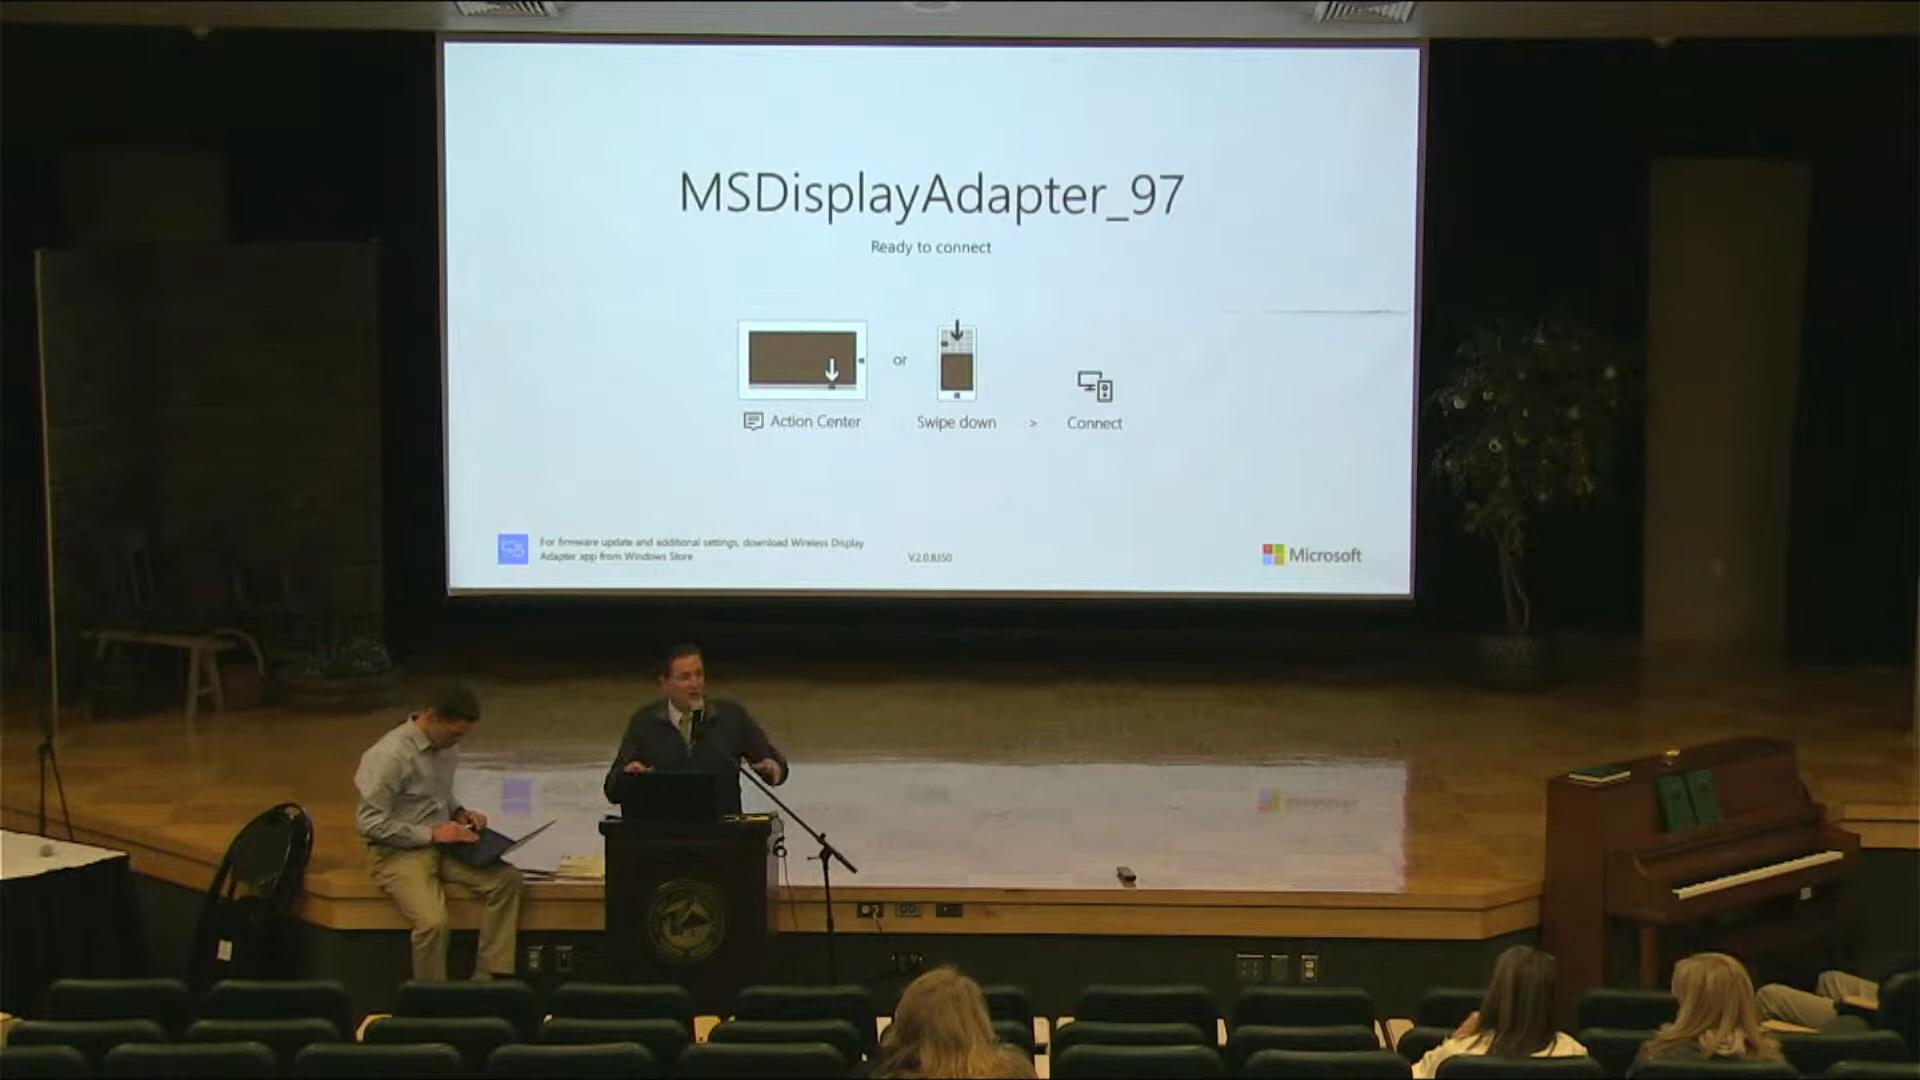 MSDisplayAdapter_97
Ready to connect
or
Action Center
Swipe down
>
Connect
For firmware update and additional settings, download Wireless Display
Adapter app from Windows Store
V2.0.8350
Microsoft